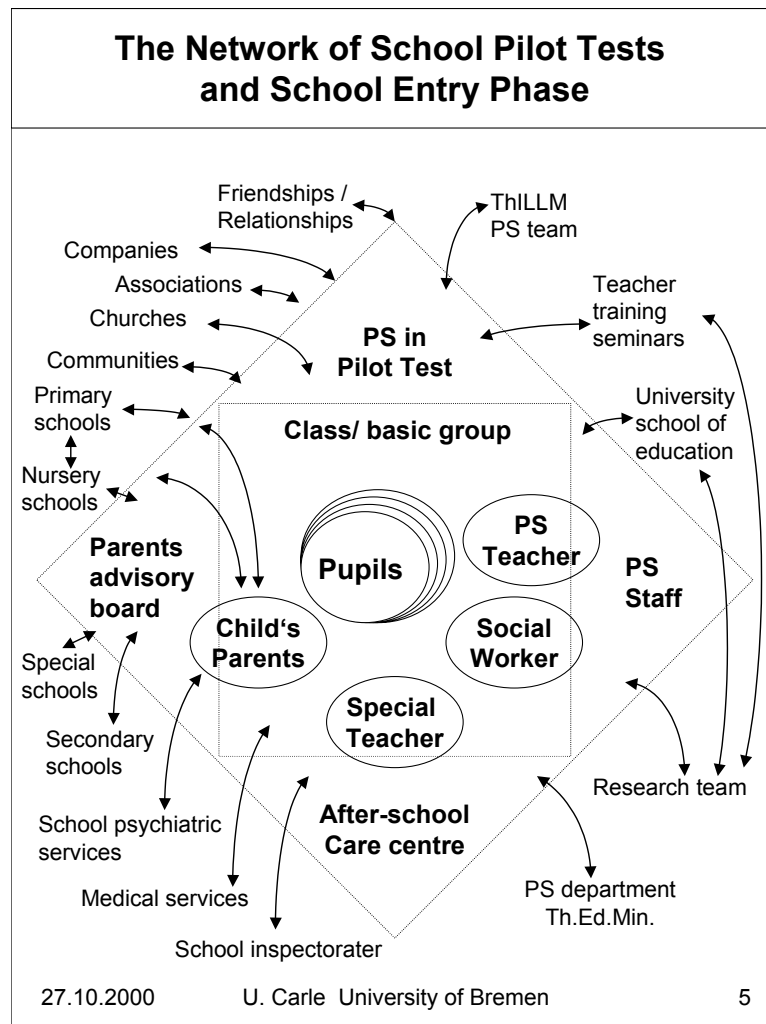 The Network of School Pilot Tests
and School Entry Phase
Friendships /
Relationships
ThILLM
PS team
Companies
Associations
Churches
Communities
Primary
schools
Nursery
schools
Teacher
training
seminars
University
school of
education
PS in
Pilot Test
Class/ basic group
Pupils
PS
Teacher
Parents
advisory
board
PS
Staff
Child‘s
Parents
Social
Worker
Special
Teacher
Special
schools
Secondary
schools
School psychiatric
services
Medical services
School inspectorater
After-school
Care centre
Research team
PS department
Th.Ed.Min.
27.10.2000 U. Carle University of Bremen 5